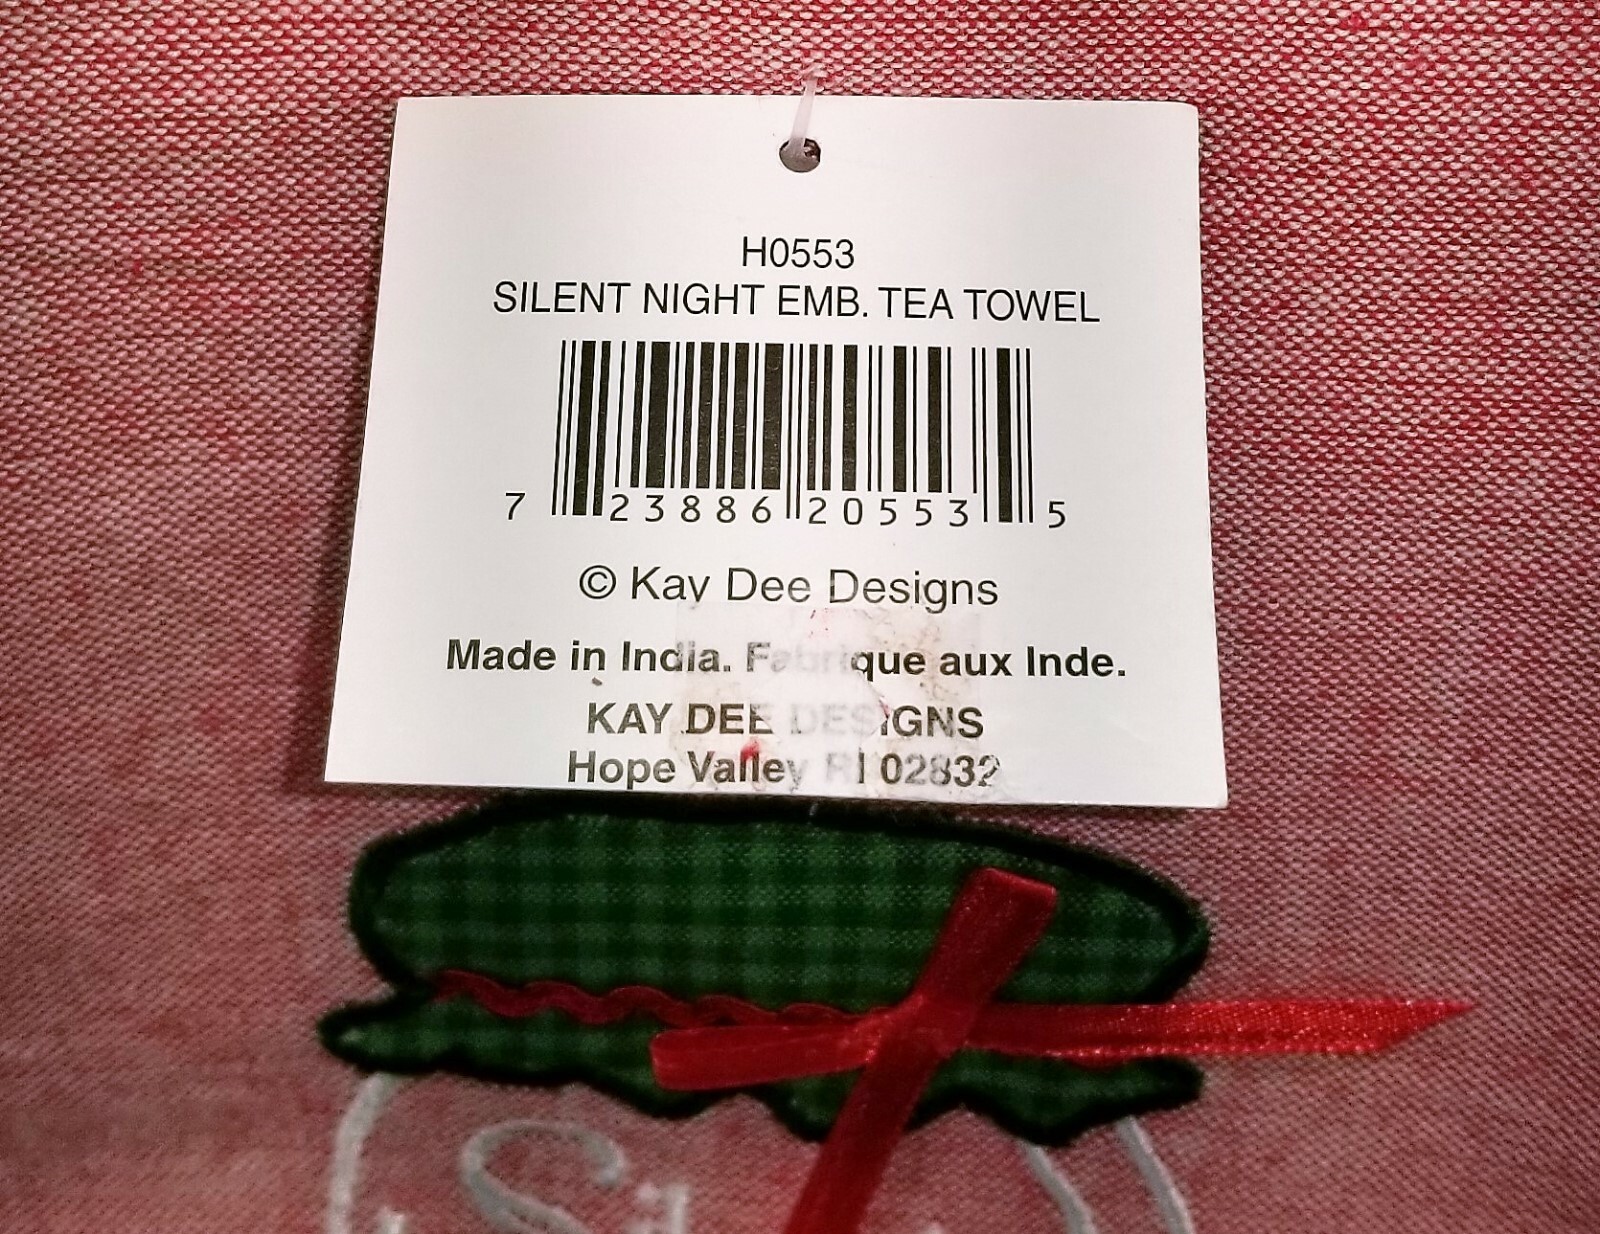 H0553
SILENT NIGHT EMB. TEA TOWEL
7 23886 20553 5
© Kay Dee Designs
Made in India. Fabrique aux Inde.
KAY DEE DESIGNS
Hope Valley RI 02832